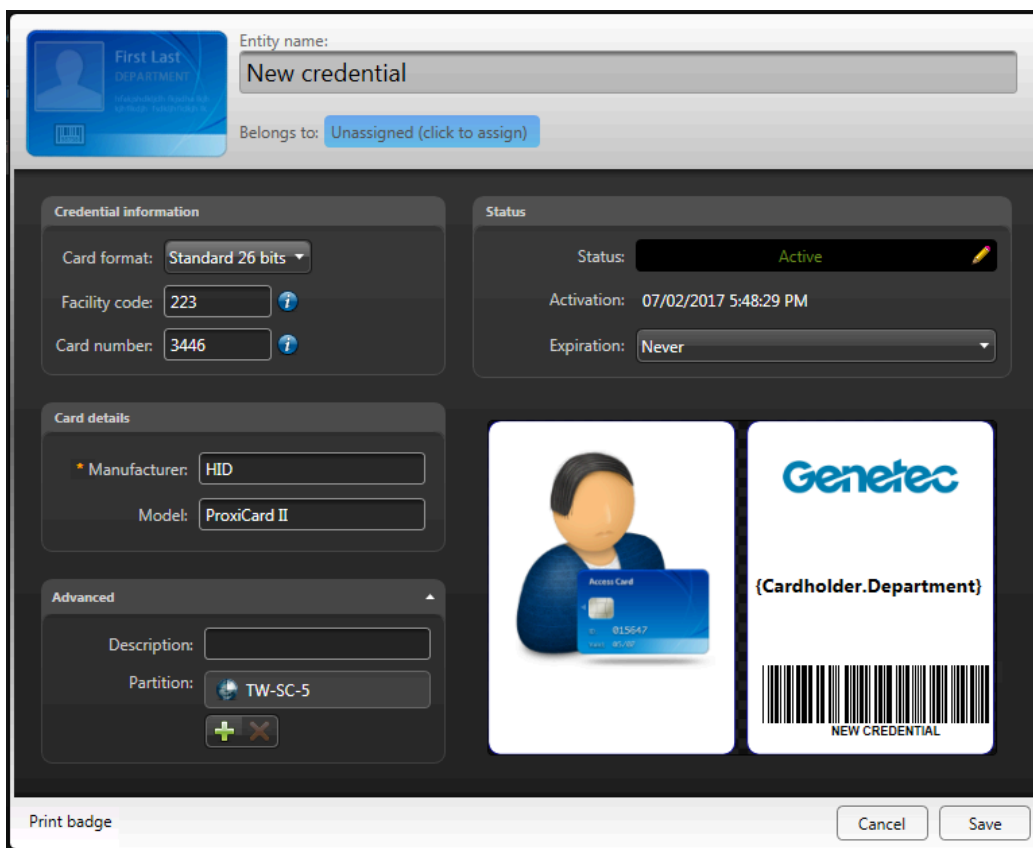 First Last
DEPARTMENT
Entity name:
New credential
Belongs to: Unassigned (click to assign)
Credential information
Card format: Standard 26 bits
Facility code: 223
Card number: 3446
Status
Status: Active
Activation: 07/02/2017 5:48:29 PM
Expiration: Never
Card details
* Manufacturer: HID
Model: ProxiCard II
Advanced
Description:
Partition: TW-SC-5
Access Card
015647
05/07
Genetec
{Cardholder.Department}
NEW CREDENTIAL
Print badge
Cancel
Save